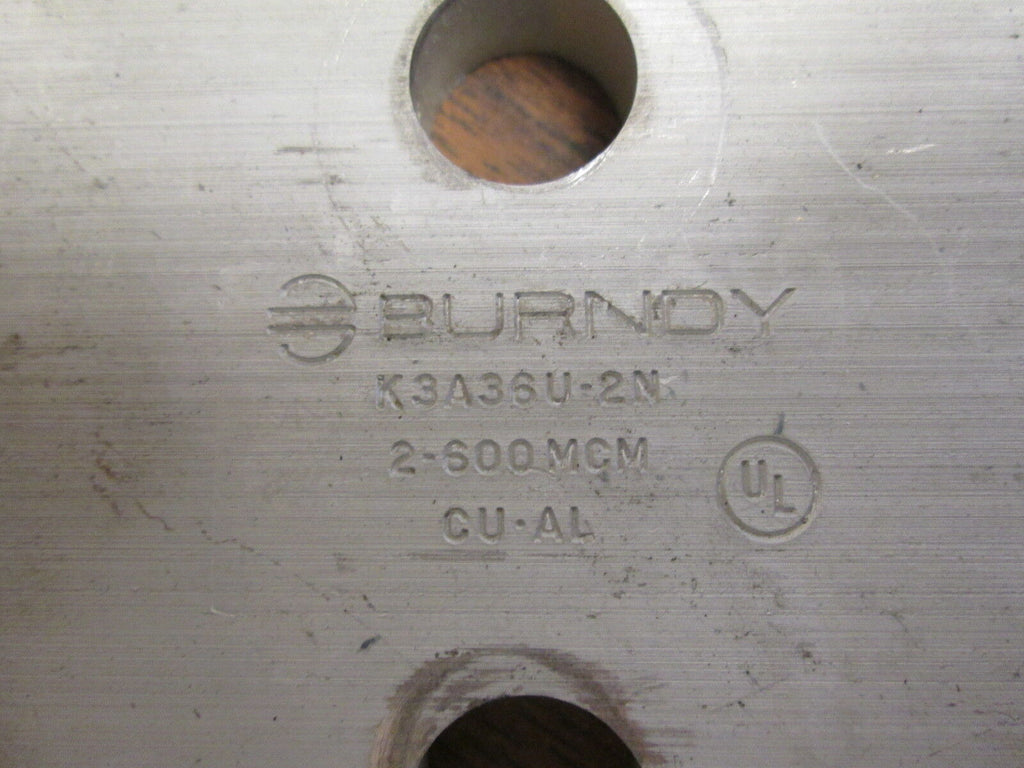 BURNDY
K3A36U-2N
2-600 MCM
CU·AL
UL